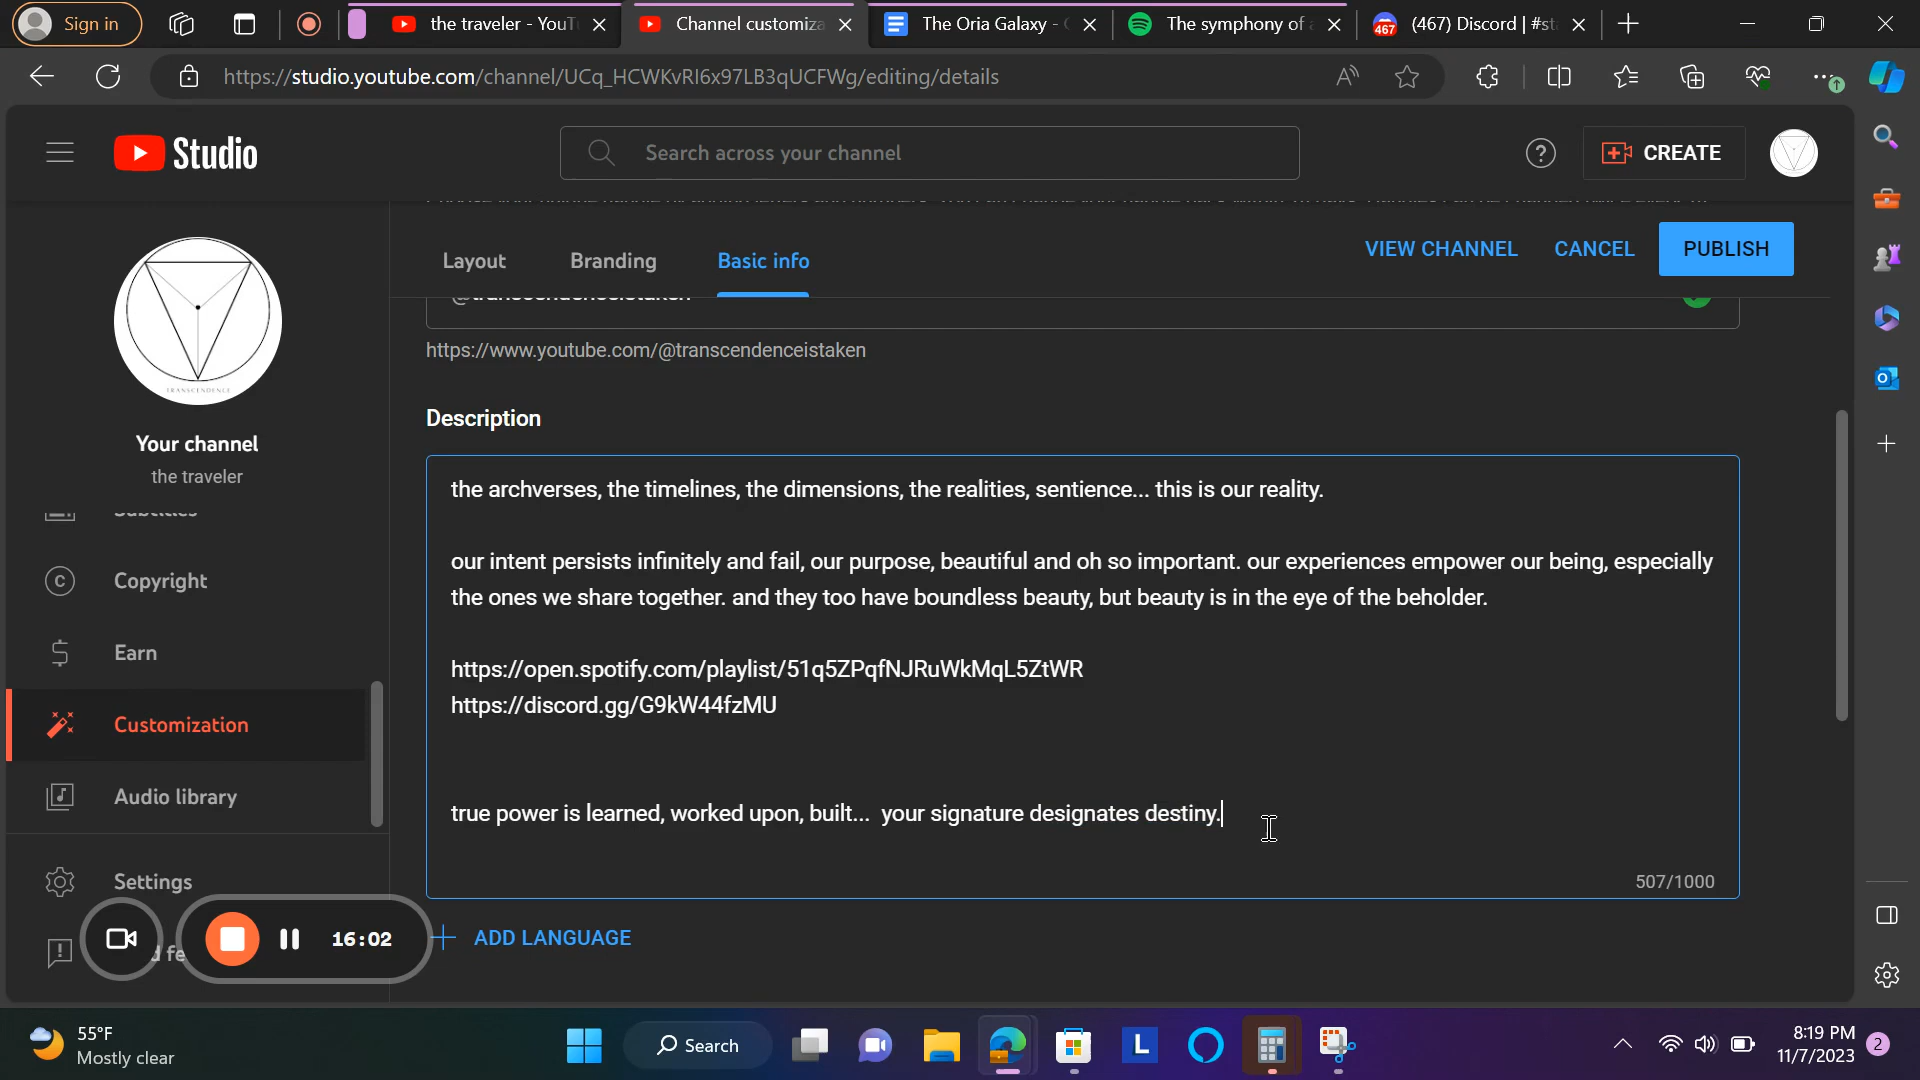 Sign in
the traveler - YouT
Channel customiza
The Oria Galaxy -
The symphony of
467
(467) Discord | #st
https://studio.youtube.com/channel/UCq_HCWKvRI6x97LB3qUCFWg/editing/details
Studio
Search across your channel
CREATE
Layout
Branding
Basic info
VIEW CHANNEL
CANCEL
PUBLISH
@transcendenceistaken
https://www.youtube.com/@transcendenceistaken
TRANSCENDENCE
Your channel
the traveler
Subtitles
Copyright
Earn
Customization
Audio library
Settings
Description
the archverses, the timelines, the dimensions, the realities, sentience... this is our reality.
our intent persists infinitely and fail, our purpose, beautiful and oh so important. our experiences empower our being, especially
the ones we share together. and they too have boundless beauty, but beauty is in the eye of the beholder.
https://open.spotify.com/playlist/51q5ZPqfNJRuWkMqL5ZtWR
https://discord.gg/G9kW44fzMU
true power is learned, worked upon, built...  your signature designates destiny.
507/1000
16:02
ADD LANGUAGE
55°F
Mostly clear
Search
L
8:19 PM
11/7/2023
2